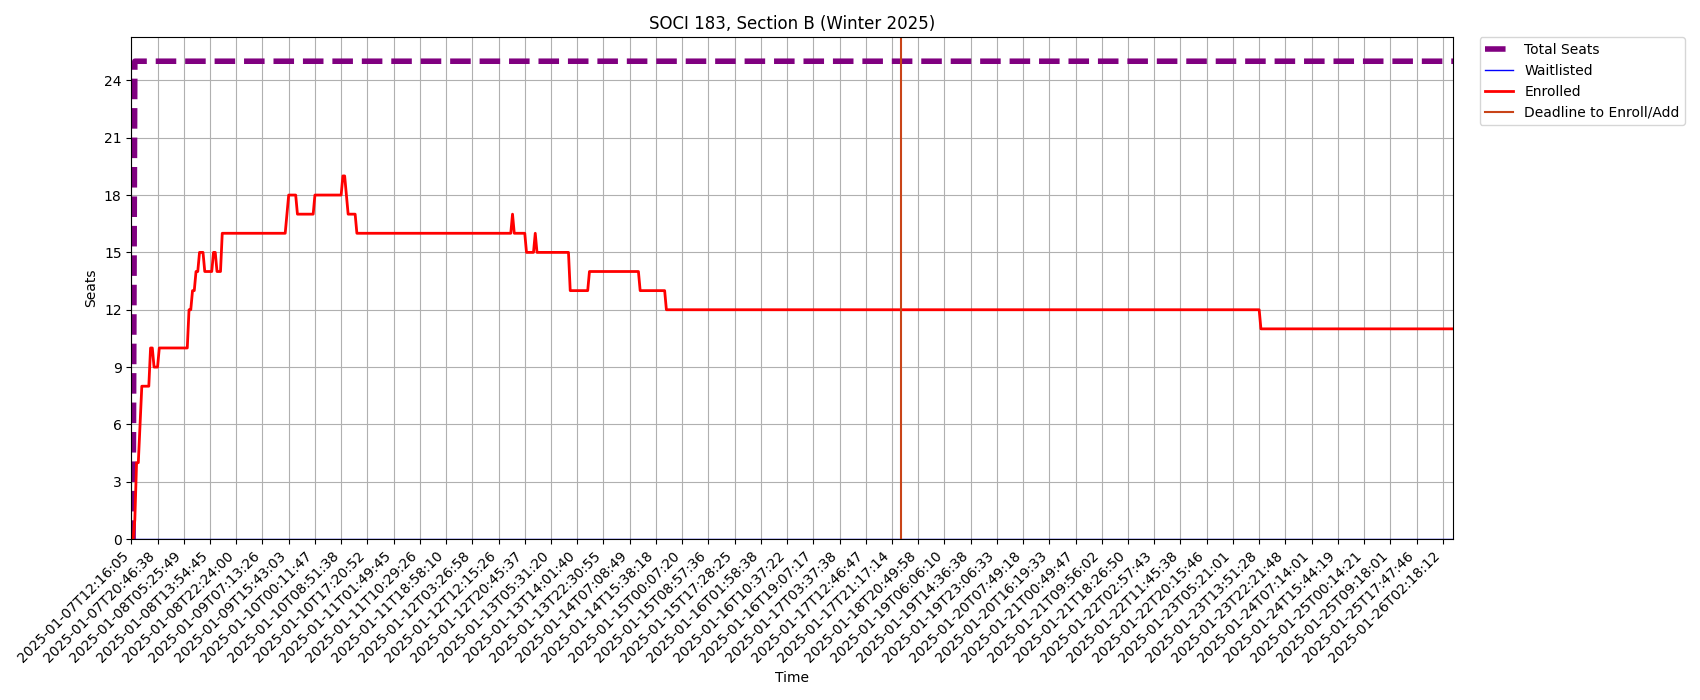 SOCI 183, Section B (Winter 2025)
Total Seats
Waitlisted
Enrolled
Deadline to Enroll/Add
Seats
24
21
18
15
12
9
6
3
0
2025-01-07T12:16:05
2025-01-07T20:46:38
2025-01-08T05:25:49
2025-01-08T13:54:45
2025-01-08T22:24:00
2025-01-09T07:13:26
2025-01-09T15:43:03
2025-01-10T00:11:47
2025-01-10T08:51:38
2025-01-10T17:20:52
2025-01-11T01:49:45
2025-01-11T10:29:26
2025-01-11T18:58:10
2025-01-12T03:26:58
2025-01-12T12:15:26
2025-01-12T20:45:37
2025-01-13T05:31:20
2025-01-13T14:01:40
2025-01-13T22:30:55
2025-01-14T07:08:49
2025-01-14T15:38:18
2025-01-15T00:07:20
2025-01-15T08:57:36
2025-01-15T17:28:25
2025-01-16T01:58:38
2025-01-16T10:37:22
2025-01-16T19:07:17
2025-01-17T03:37:38
2025-01-17T12:46:47
2025-01-17T21:17:14
2025-01-18T20:49:58
2025-01-19T06:06:10
2025-01-19T14:36:38
2025-01-19T23:06:33
2025-01-20T07:49:18
2025-01-20T16:19:33
2025-01-21T00:49:47
2025-01-21T09:56:02
2025-01-21T18:26:50
2025-01-22T02:57:43
2025-01-22T11:45:38
2025-01-22T20:15:46
2025-01-23T05:21:01
2025-01-23T13:51:28
2025-01-23T22:21:48
2025-01-24T07:14:01
2025-01-24T15:44:19
2025-01-25T00:14:21
2025-01-25T09:18:01
2025-01-25T17:47:46
2025-01-26T02:18:12
Time